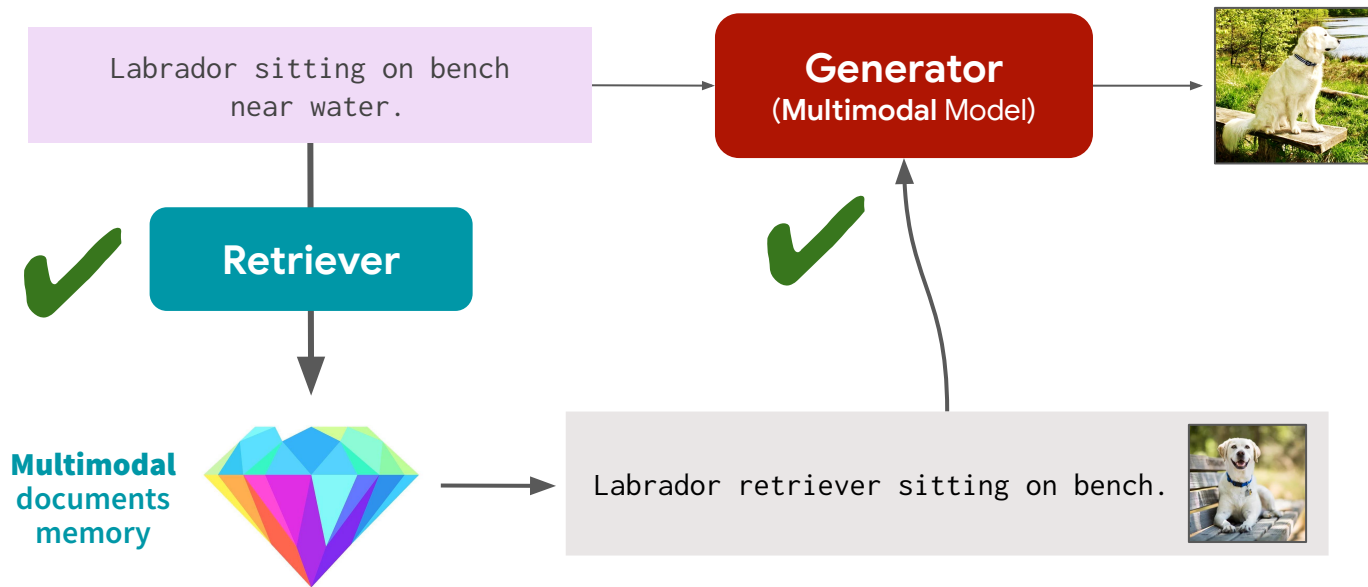 Labrador sitting on bench
near water.
Generator
(Multimodal Model)
Retriever
Multimodal
documents
memory
Labrador retriever sitting on bench.